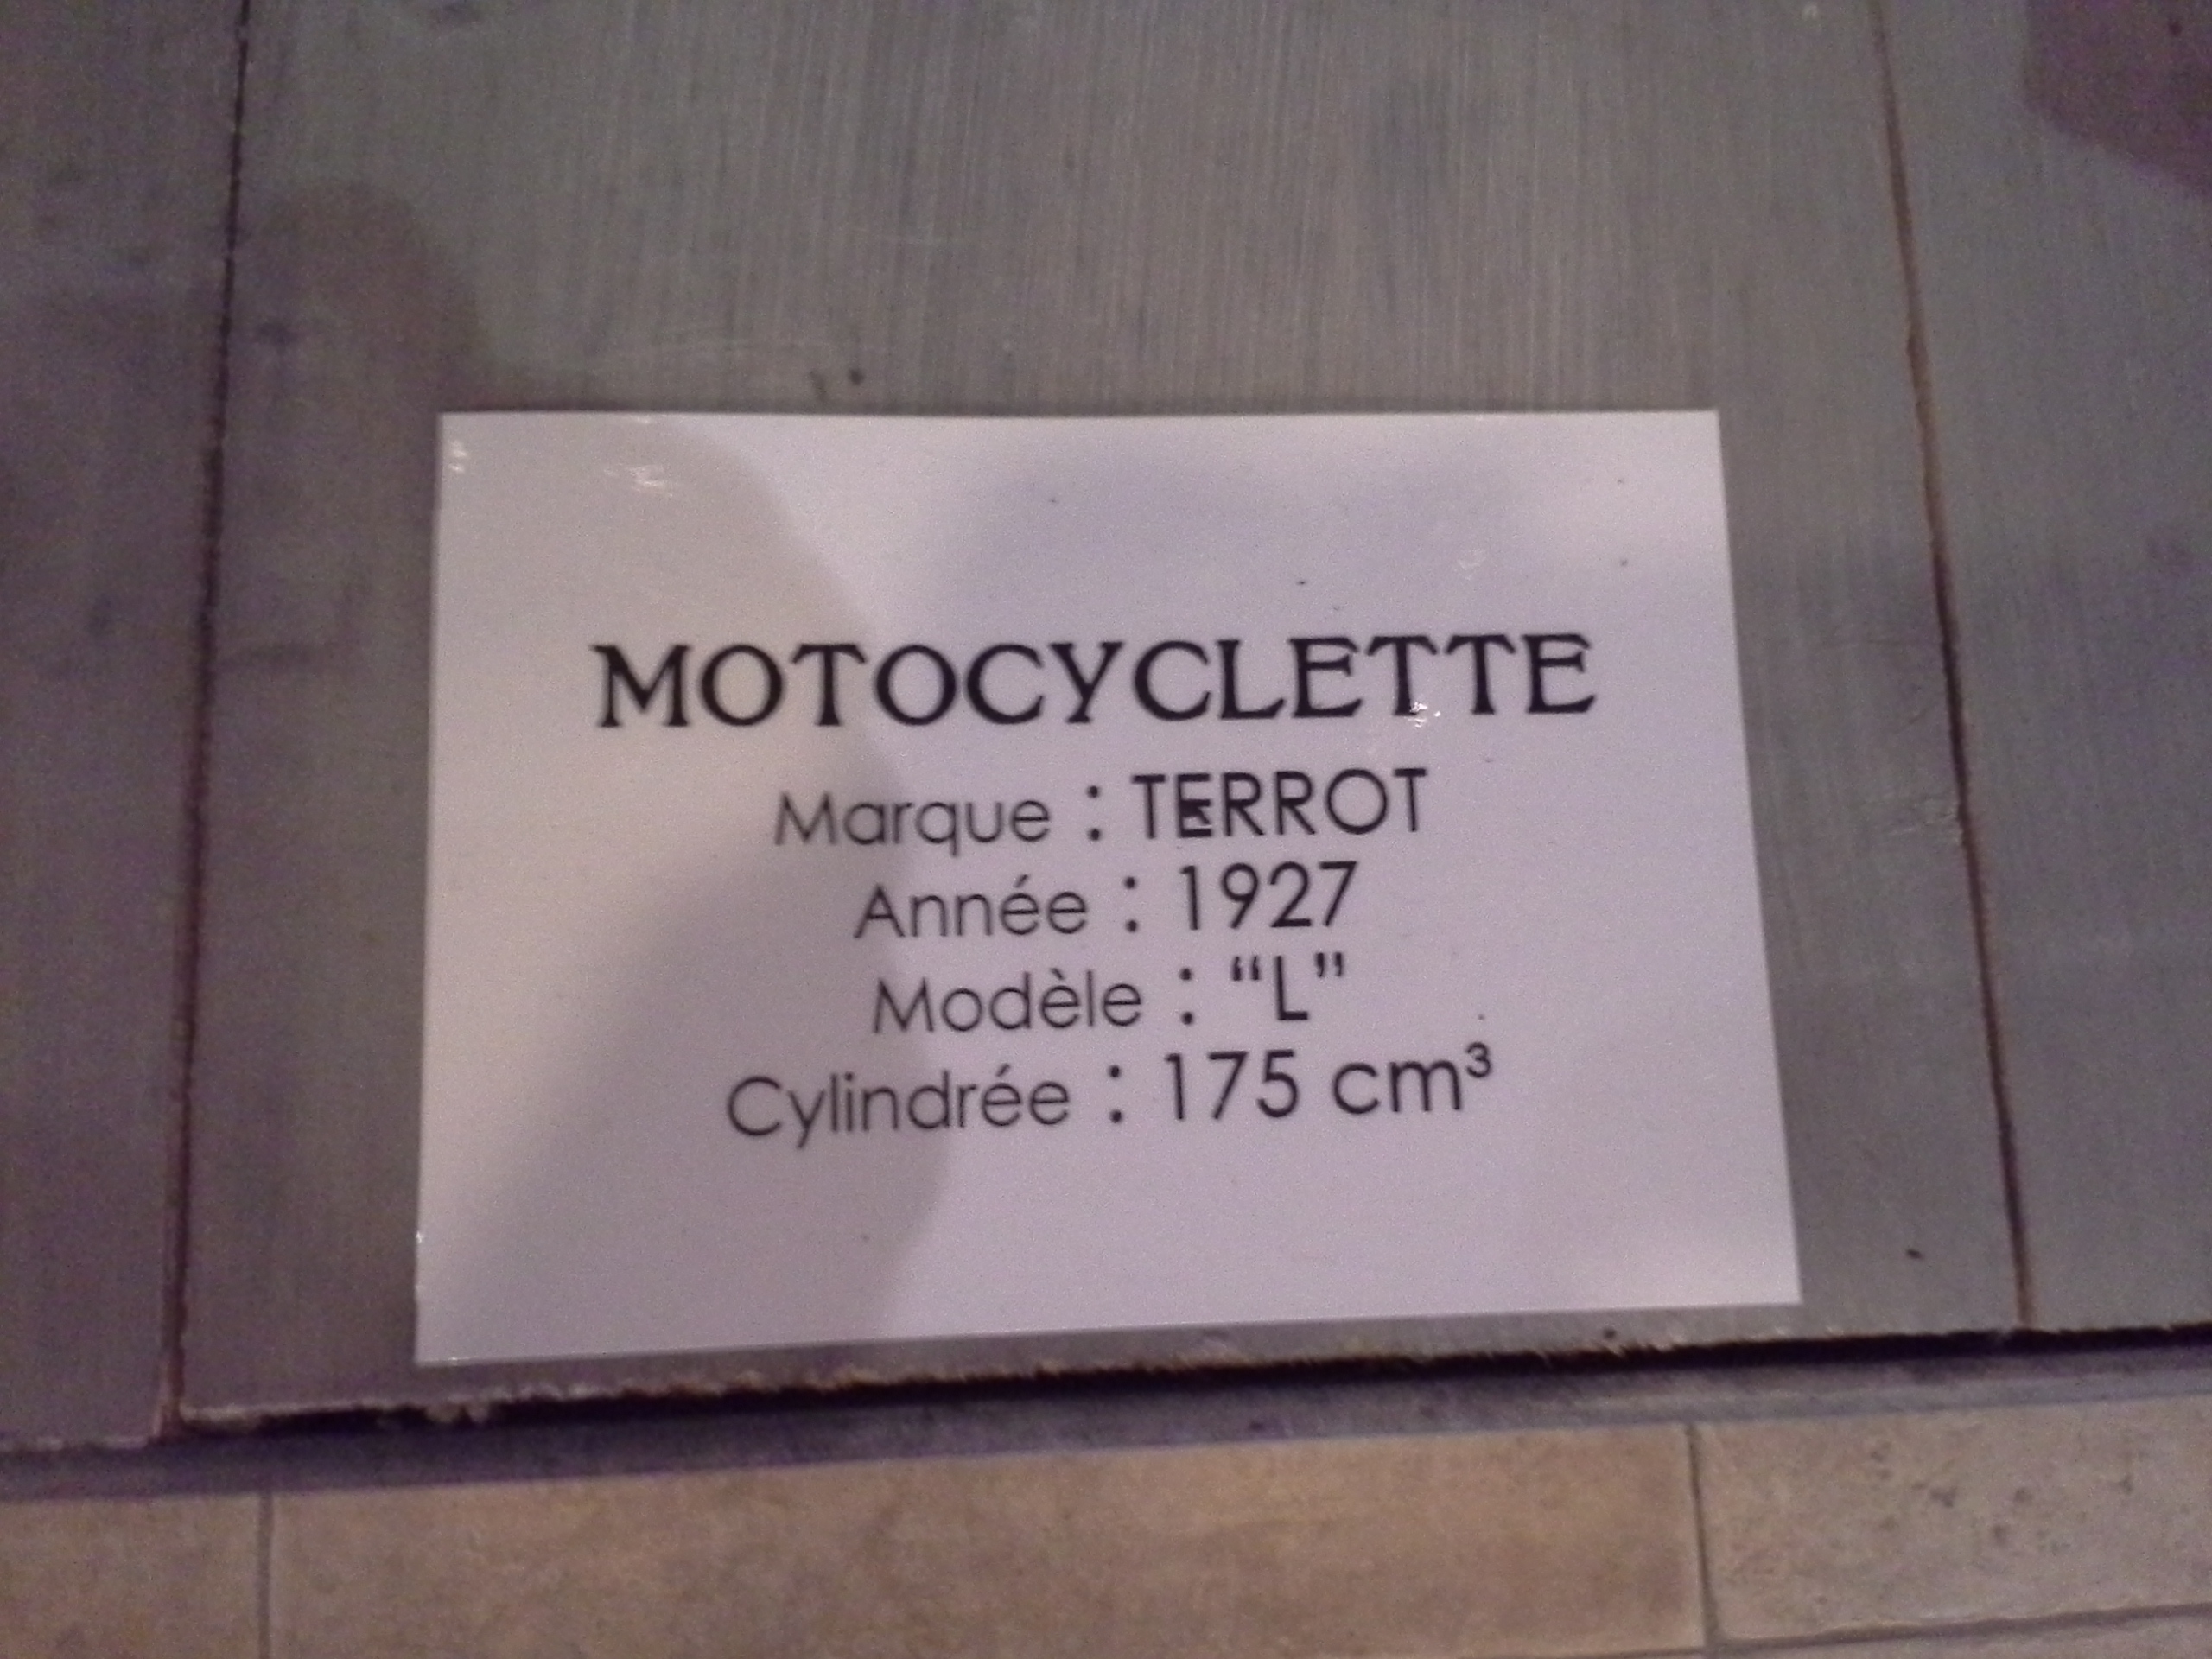 MOTOCYCLETTE
Marque : TERROT
Année : 1927
Modèle : “L”
Cylindrée : 175 cm³